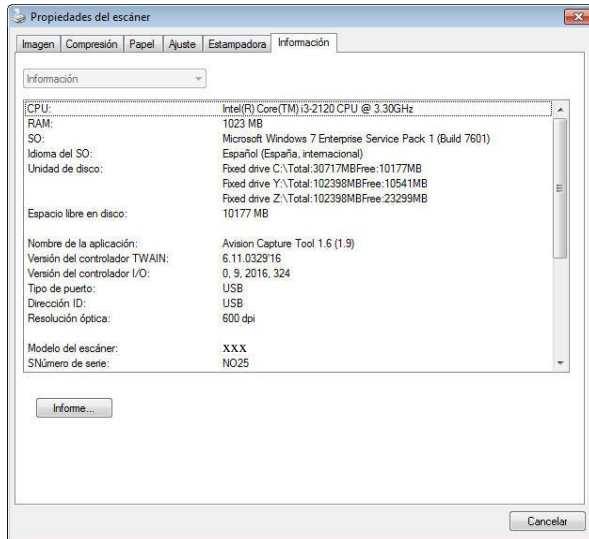 Propiedades del escáner
Imagen Compresión Papel Ajuste Estampadora Información
Información
CPU: Intel(R) Core(TM) i3-2120 CPU @ 3.30GHz
RAM: 1023 MB
SO: Microsoft Windows 7 Enterprise Service Pack 1 (Build 7601)
Idioma del SO: Español (España, internacional)
Unidad de disco: Fixed drive C:\Total:30717MBFree:10177MB
Fixed drive Y:\Total:102398MBFree:10541MB
Fixed drive Z:\Total:102398MBFree:23299MB
Espacio libre en disco: 10177 MB
Nombre de la aplicación: Avision Capture Tool 1.6 (1.9)
Versión del controlador TWAIN: 6.11.0329'16
Versión del controlador I/O: 0, 9, 2016, 324
Tipo de puerto: USB
Dirección ID: USB
Resolución óptica: 600 dpi
Modelo del escáner: XXX
SNúmero de serie: NO25
Informe...
Cancelar